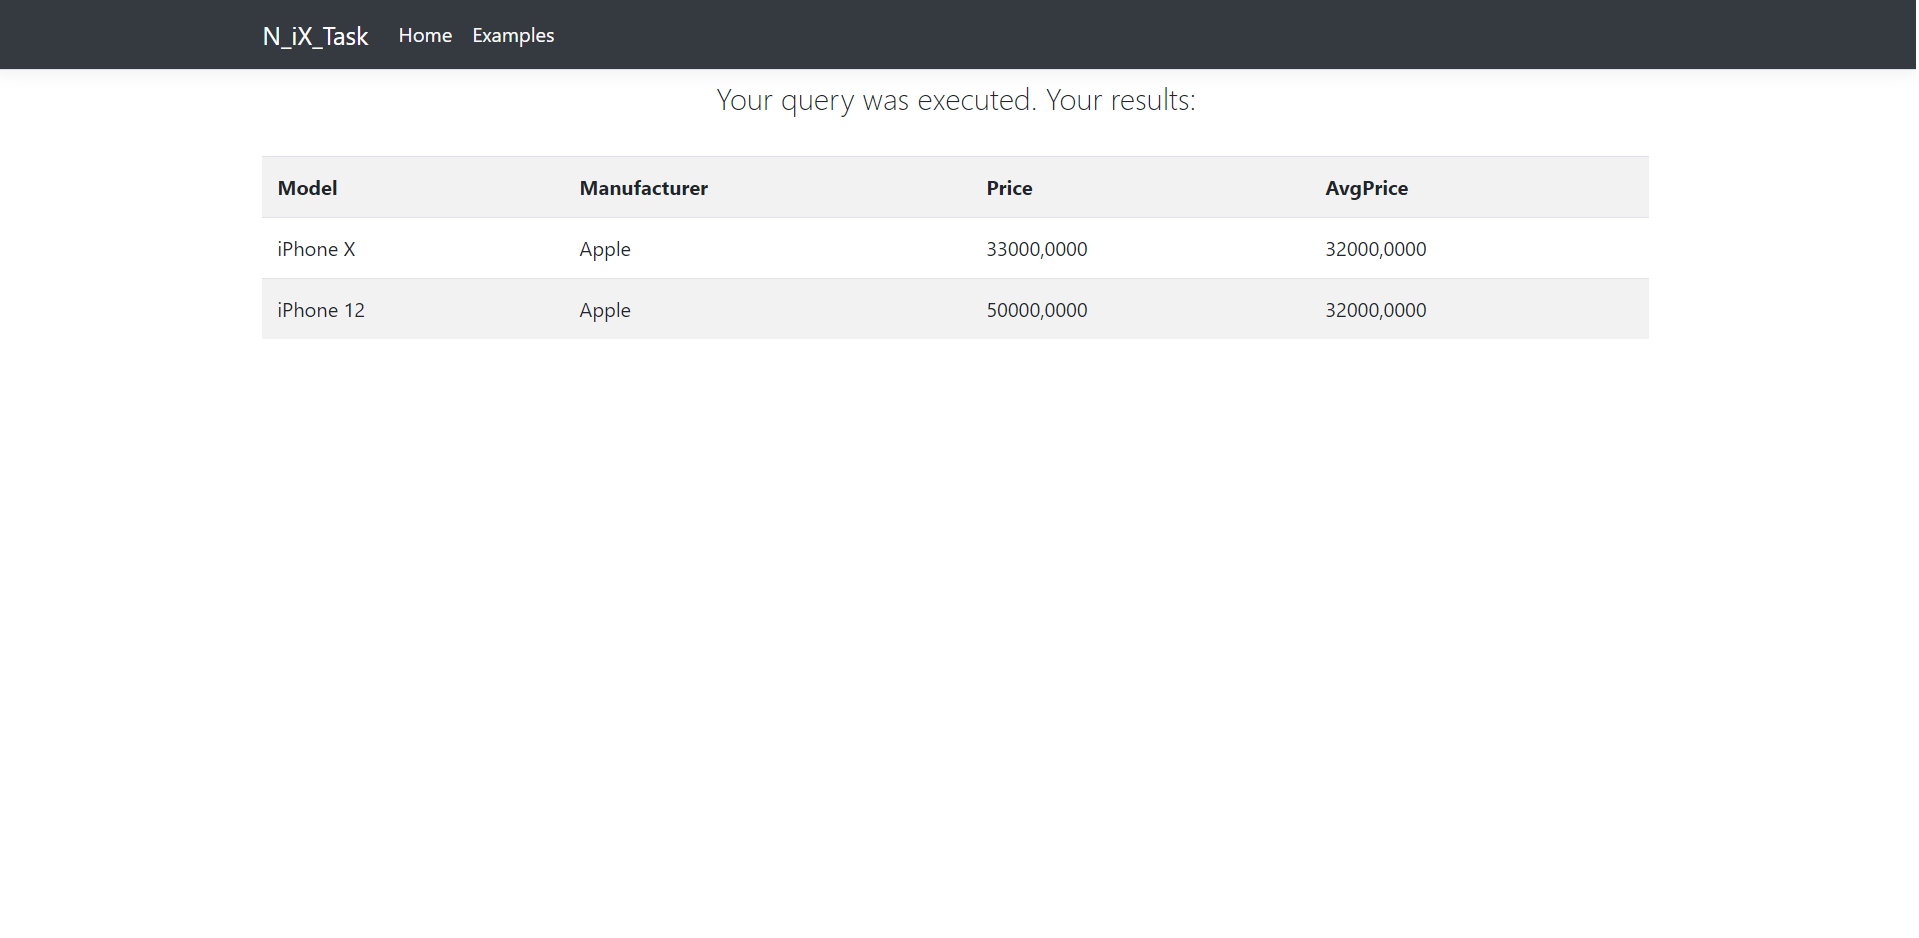 N_iX_Task Home Examples
Your query was executed. Your results:
Model Manufacturer Price AvgPrice
iPhone X Apple 33000,0000 32000,0000
iPhone 12 Apple 50000,0000 32000,0000